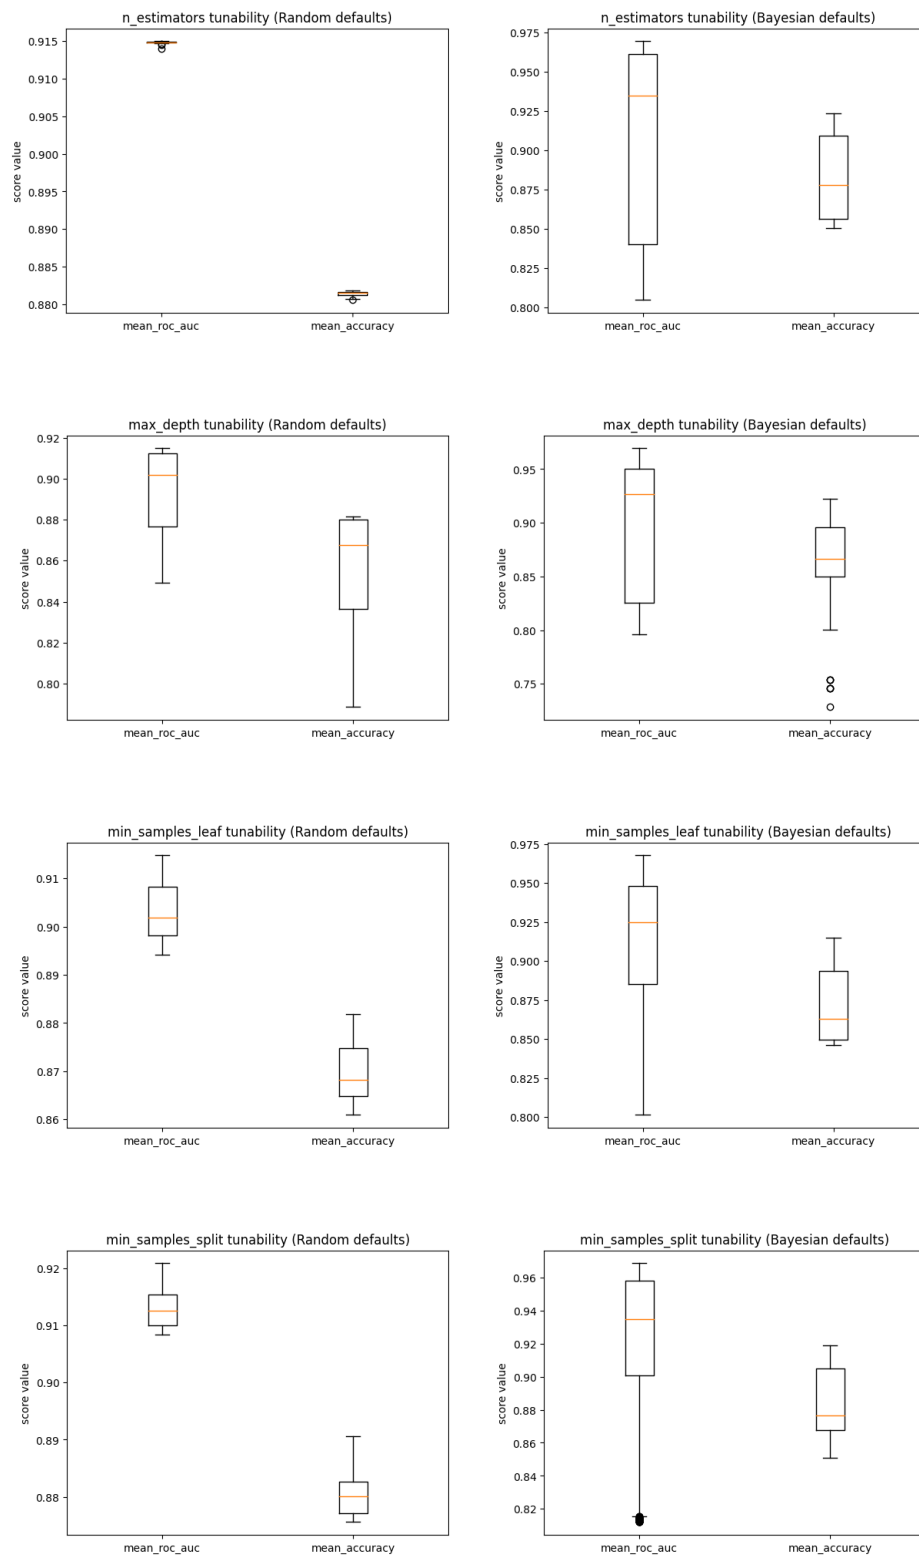 n_estimators tunability (Random defaults)
score value
0.915
0.910
0.905
0.900
0.895
0.890
0.885
0.880
mean_roc_auc mean_accuracy
n_estimators tunability (Bayesian defaults)
score value
0.975
0.950
0.925
0.900
0.875
0.850
0.825
0.800
mean_roc_auc mean_accuracy
max_depth tunability (Random defaults)
score value
0.92
0.90
0.88
0.86
0.84
0.82
0.80
mean_roc_auc mean_accuracy
max_depth tunability (Bayesian defaults)
score value
0.95
0.90
0.85
0.80
0.75
mean_roc_auc mean_accuracy
min_samples_leaf tunability (Random defaults)
score value
0.91
0.90
0.89
0.88
0.87
0.86
mean_roc_auc mean_accuracy
min_samples_leaf tunability (Bayesian defaults)
score value
0.975
0.950
0.925
0.900
0.875
0.850
0.825
0.800
mean_roc_auc mean_accuracy
min_samples_split tunability (Random defaults)
score value
0.92
0.91
0.90
0.89
0.88
mean_roc_auc mean_accuracy
min_samples_split tunability (Bayesian defaults)
score value
0.96
0.94
0.92
0.90
0.88
0.86
0.84
0.82
mean_roc_auc mean_accuracy